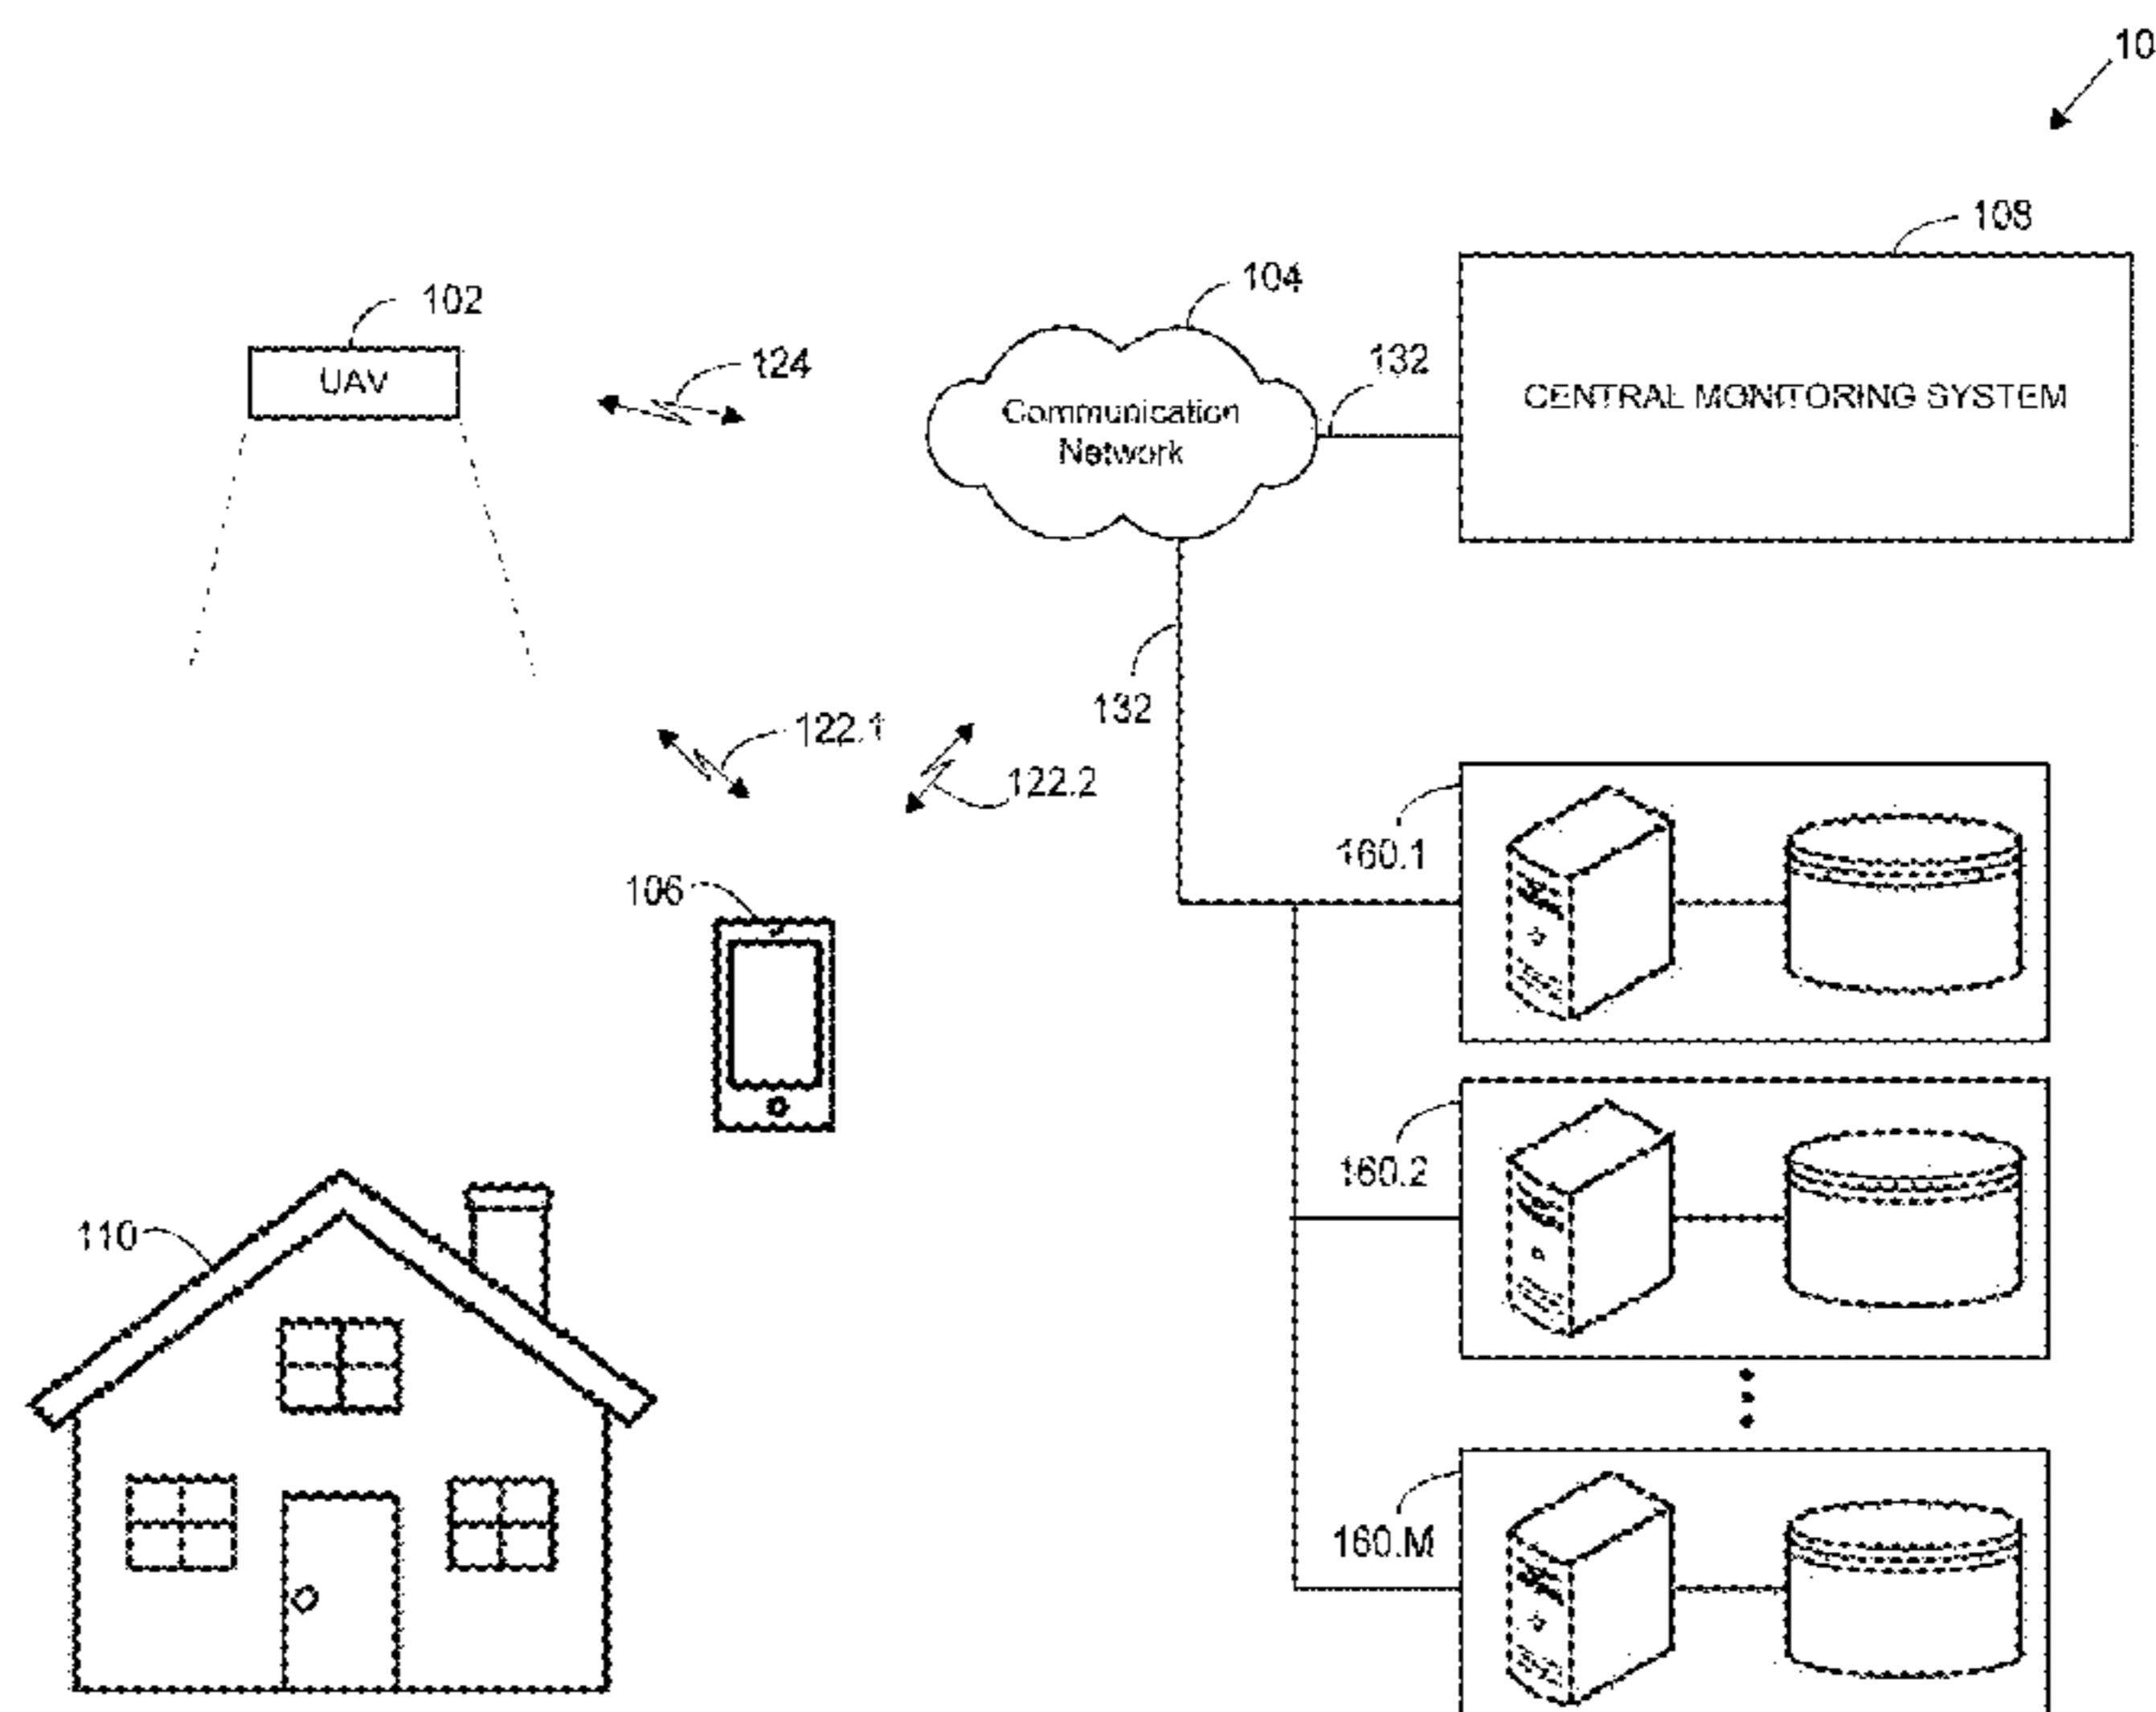 10
108
104
102
132
124
UAV
CENTRAL MONITORING SYSTEM
Communication
Network
132
122.1
122.2
160.1
106
160.2
110
160.M